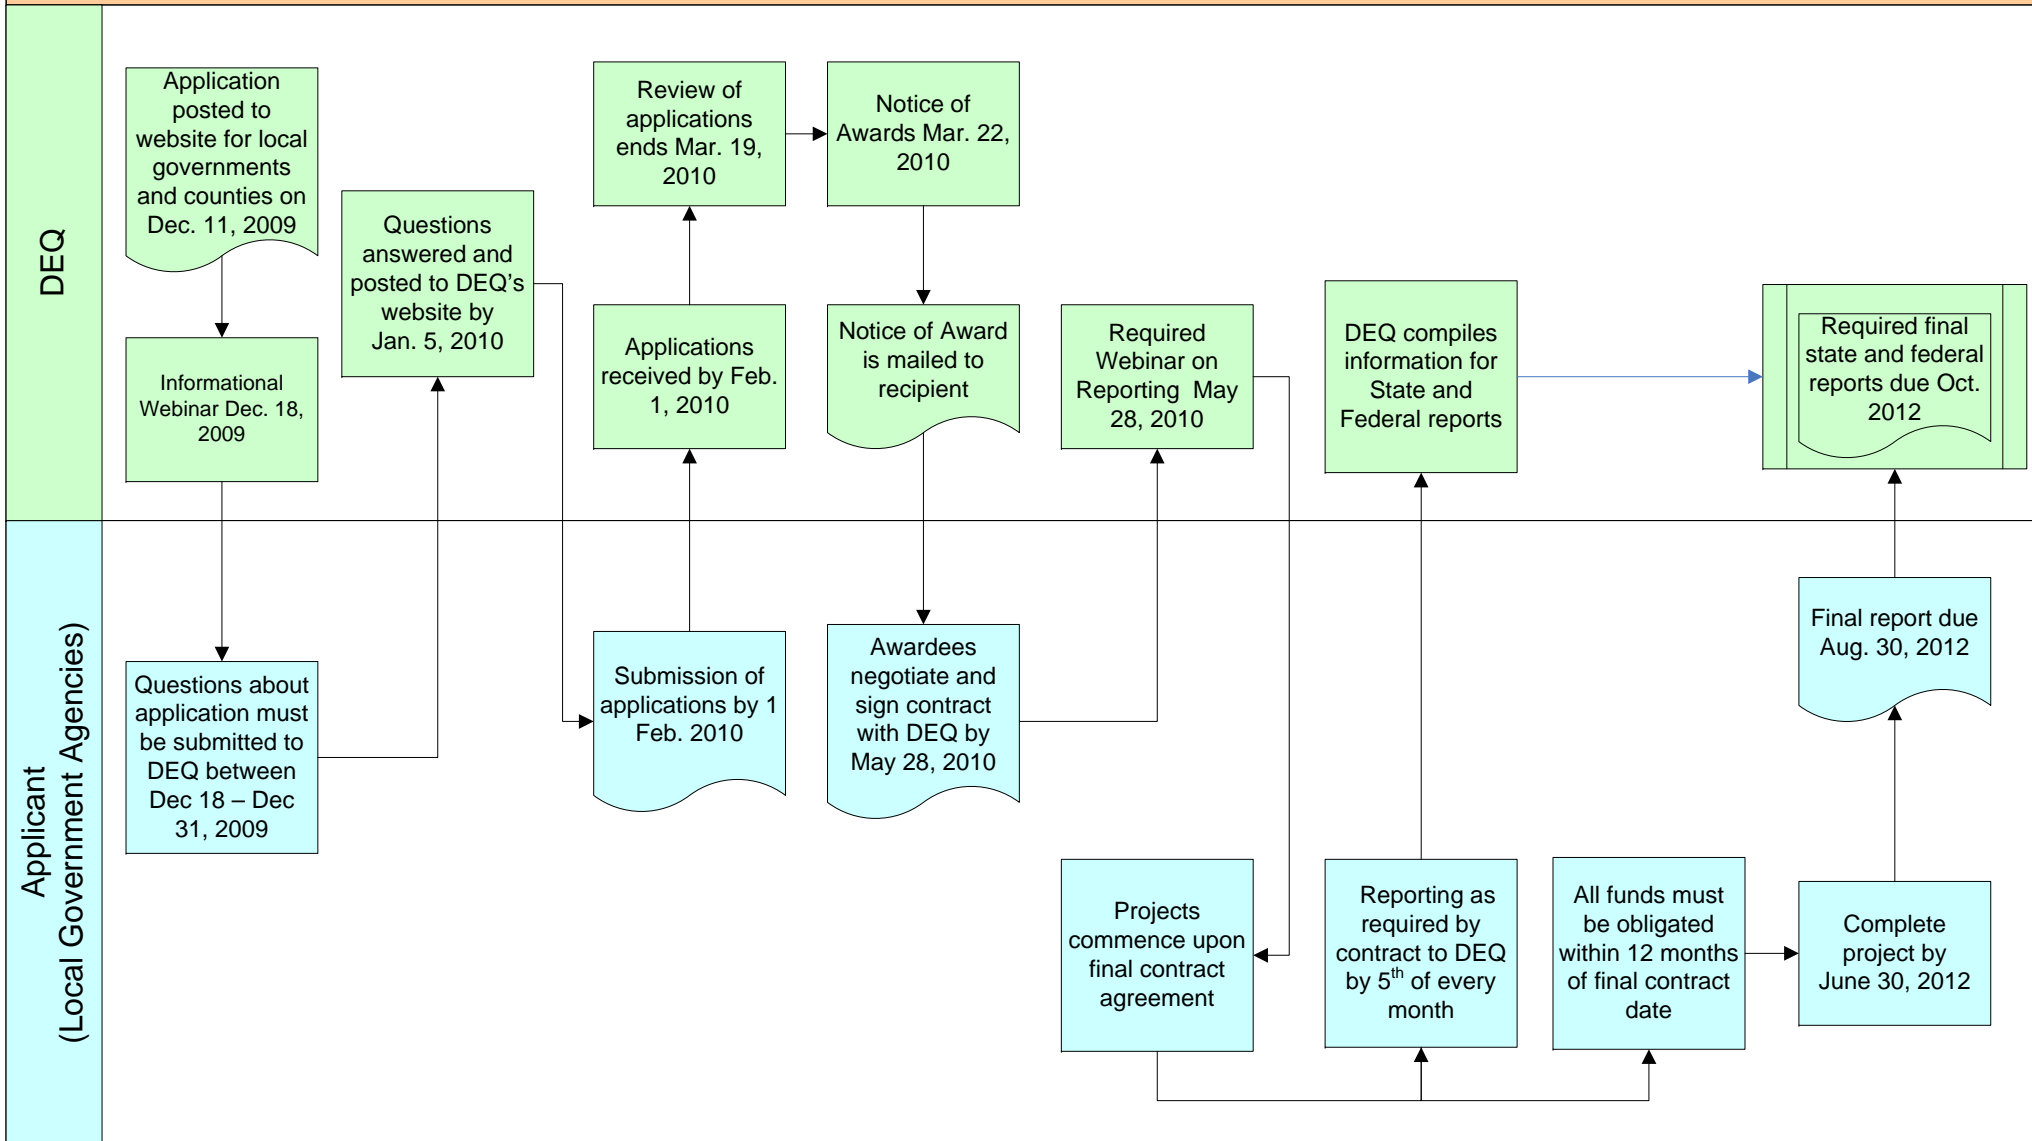 DEQ
Application
posted to
website for local
governments
and counties on
Dec. 11, 2009
Informational
Webinar Dec. 18,
2009
Questions
answered and
posted to DEQ’s
website by
Jan. 5, 2010
Review of
applications
ends Mar. 19,
2010
Applications
received by Feb.
1, 2010
Notice of
Awards Mar. 22,
2010
Notice of Award
is mailed to
recipient
Required
Webinar on
Reporting  May
28, 2010
DEQ compiles
information for
State and
Federal reports
Required final
state and federal
reports due Oct.
2012
Applicant
(Local Government Agencies)
Questions about
application must
be submitted to
DEQ between
Dec 18 – Dec
31, 2009
Submission of
applications by 1
Feb. 2010
Awardees
negotiate and
sign contract
with DEQ by
May 28, 2010
Projects
commence upon
final contract
agreement
Reporting as
required by
contract to DEQ
by 5th of every
month
All funds must
be obligated
within 12 months
of final contract
date
Complete
project by
June 30, 2012
Final report due
Aug. 30, 2012